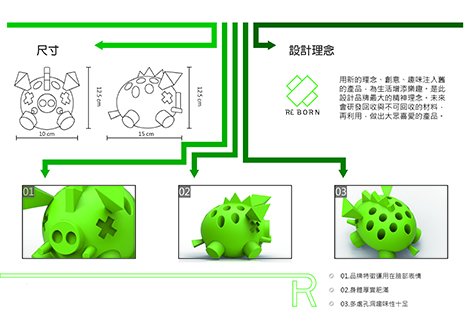 尺寸
設計理念
12.5 cm
12.5 cm
10 cm
15 cm
RE BORN
用新的理念、創意、趣味注入舊
的產品，為生活增添樂趣。是此
設計品牌最大的精神理念。未來
會研發回收與不可回收的材料，
再利用，做出大眾喜愛的產品。
01
02
03
R
01.品牌特徵運用在臉部表情
02.身體厚實肥滿
03.多處孔洞趣味性十足